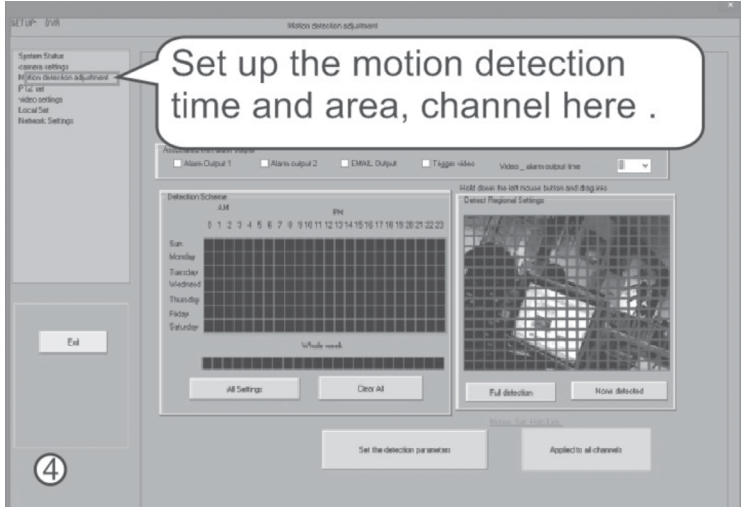 SETUP: DVR
Motion detection adjustment
System Status
camera settings
Motion detection adjustment
PTZ set
video settings
Local Set
Network Settings
Set up the motion detection
time and area, channel here .
Alarm Output 1
Alarm output 2
EMAIL Output
Trigger video
Video _ alarm output time
Hold down the left mouse button and drag into
Detection Scheme
AM
PM
0 1 2 3 4 5 6 7 8 9 10 11 12 13 14 15 16 17 18 19 20 21 22 23
Sun
Monday
Tuesday
Wednesd
Thursday
Friday
Saturday
Whole week
All Settings
Clear All
Detect Regional Settings
Full detection
None detected
Exit
Set the detection parameters
Applied to all channels
4